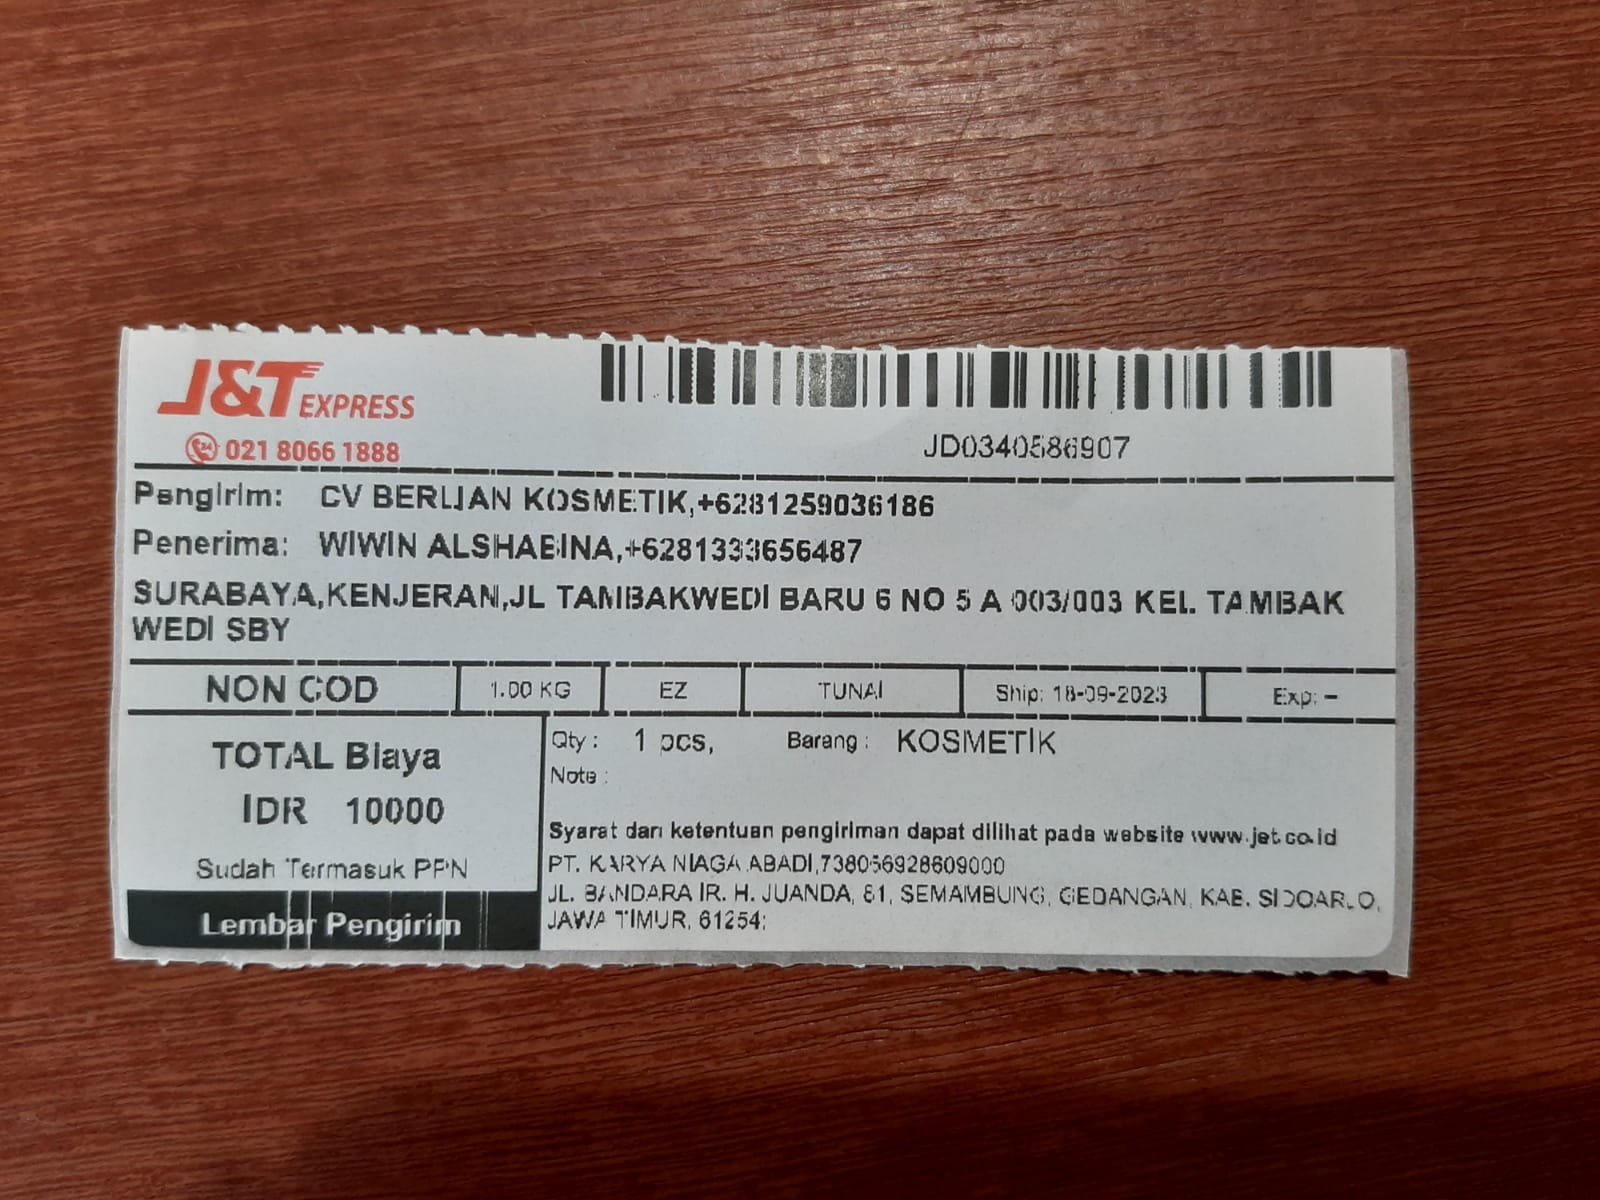 J&T EXPRESS
021 8066 1888
JD0340586907
Pengirim: CV BERLIAN KOSMETIK,+6281259036186
Penerima: WIWIN ALSHABINA,+6281333656487
SURABAYA,KENJERAN,JL TAMBAKWEDI BARU 6 NO 5 A 003/003 KEL. TAMBAK
WEDI SBY
NON COD 1.00 KG EZ TUNAI Ship: 18-09-2023 Exp: -
TOTAL Biaya
IDR 10000
Sudah Termasuk PPN
Lembar Pengirim
Qty : 1 pcs, Barang : KOSMETIK
Note :
Syarat dan ketentuan pengiriman dapat dilihat pada website www.jet.co.id
PT. KARYA NIAGA ABADI,738056928609000
JL. BANDARA IR. H. JUANDA, 81, SEMAMBUNG, GEDANGAN, KAB. SIDOARJO,
JAWA TIMUR, 61254;